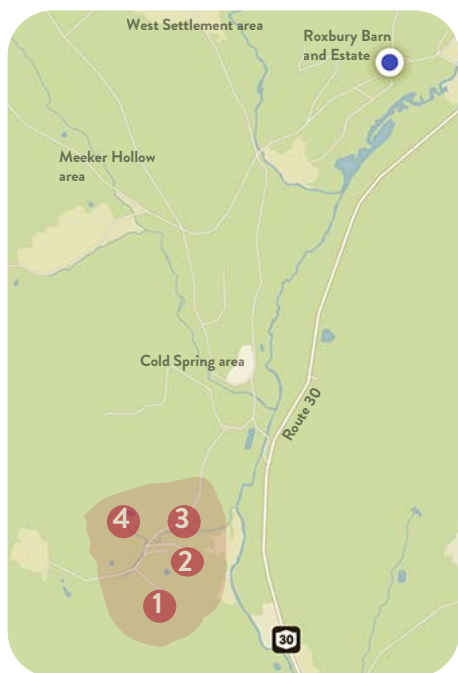 West Settlement area
Roxbury Barn
and Estate
Meeker Hollow
area
Cold Spring area
Route 30
4
3
2
1
30